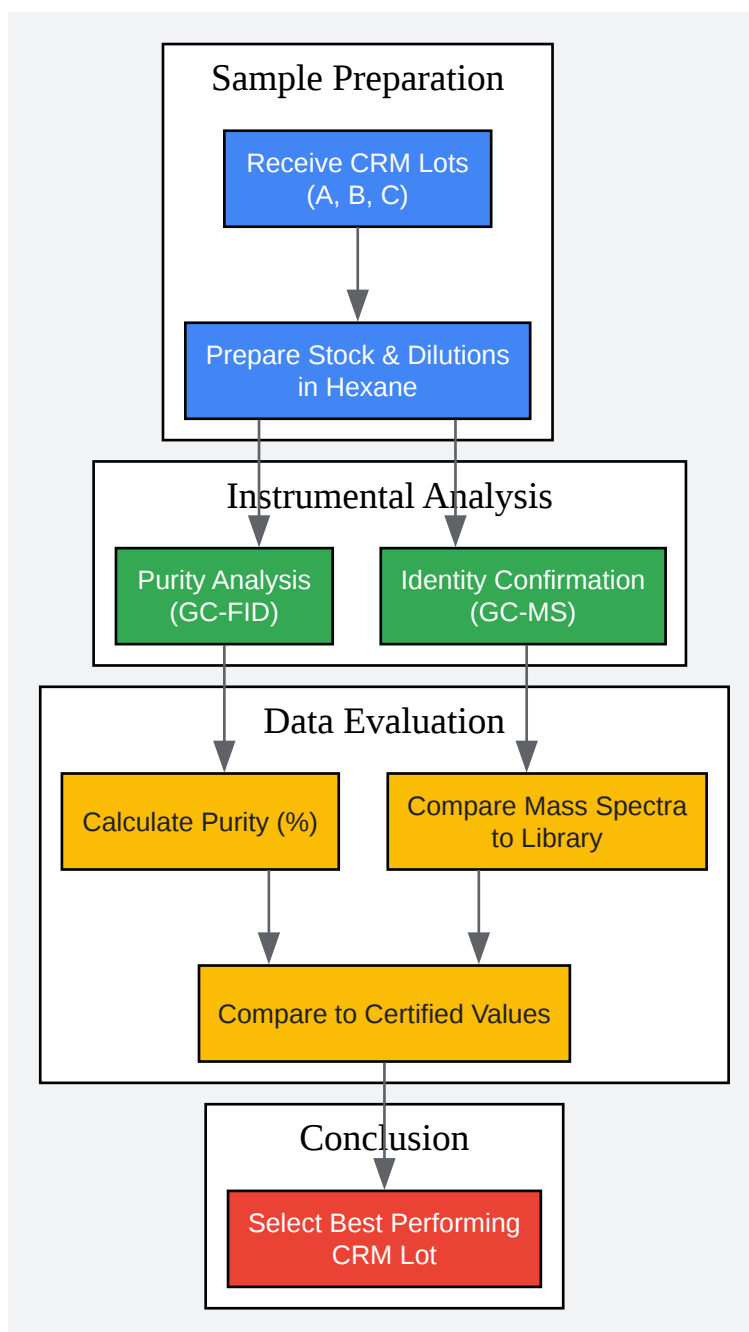 Sample Preparation
Receive CRM Lots
(A, B, C)
Prepare Stock & Dilutions
in Hexane
Instrumental Analysis
Purity Analysis
(GC-FID)
Identity Confirmation
(GC-MS)
Data Evaluation
Calculate Purity (%)
Compare Mass Spectra
to Library
Compare to Certified Values
Conclusion
Select Best Performing
CRM Lot